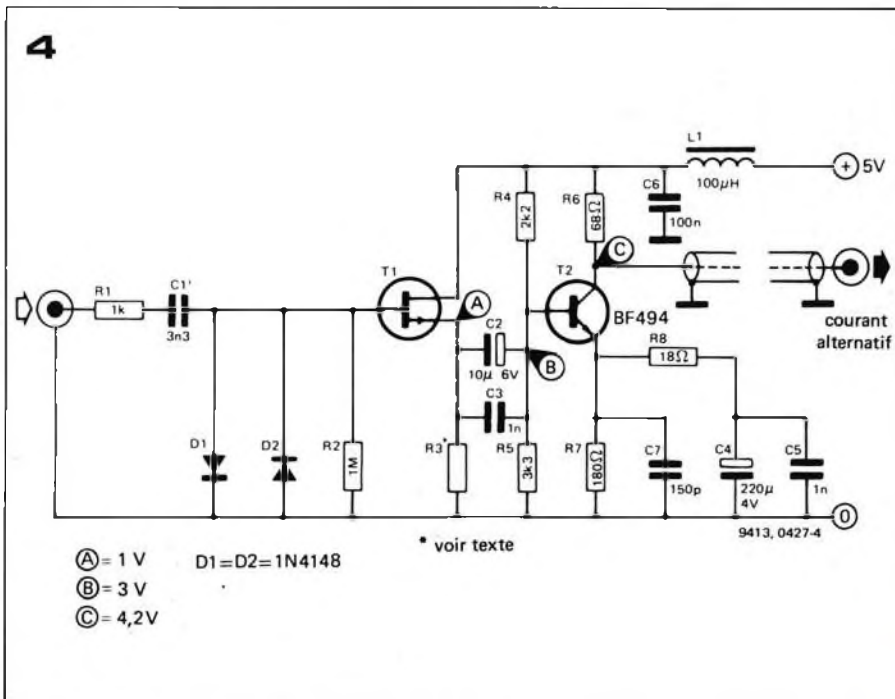 4
L1
100µH
+ 5V
C6
100n
R4
2k2
R6
68Ω
C
T1
T2
BF494
A
C2
10µ 6V
B
C3
1n
R1
1k
C1'
3n3
courant
alternatif
R8
18Ω
D1
D2
R2
1M
R3*
R5
3k3
R7
180Ω
C7
150p
C4
220µ
4V
C5
1n
0
9413, 0427-4
* voir texte
A = 1 V
D1=D2=1N4148
B = 3 V
C = 4,2V